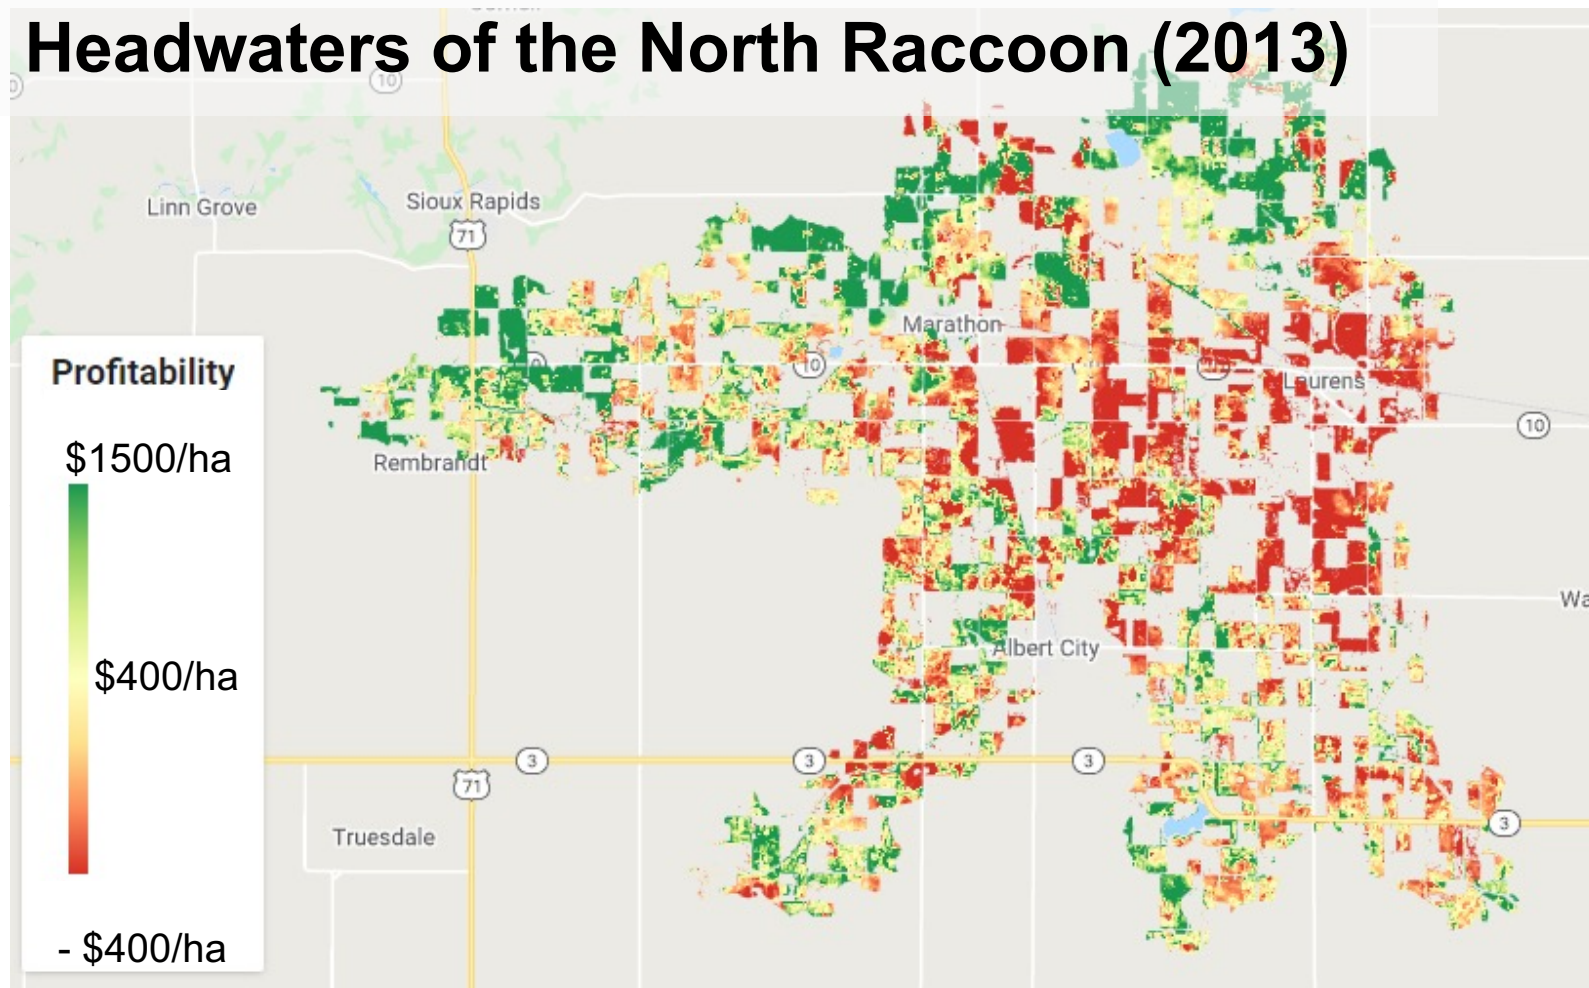 Headwaters of the North Raccoon (2013)
10
Linn Grove
Sioux Rapids
71
Marathon
10
Laurens
10
Profitability
$1500/ha
$400/ha
- $400/ha
Rembrandt
Albert City
3
3
3
71
3
Truesdale